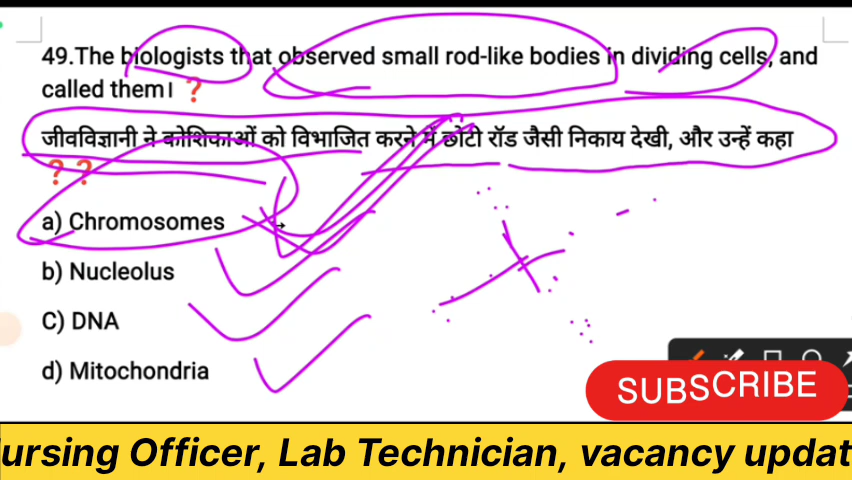 49.The biologists that observed small rod-like bodies in dividing cells, and
called them। ❓
जीवविज्ञानी ने कोशिकाओं को विभाजित करने में छोटी रॉड जैसी निकाय देखी, और उन्हें कहा
❓❓
a) Chromosomes
b) Nucleolus
C) DNA
d) Mitochondria
SUBSCRIBE
ursing Officer, Lab Technician, vacancy updat